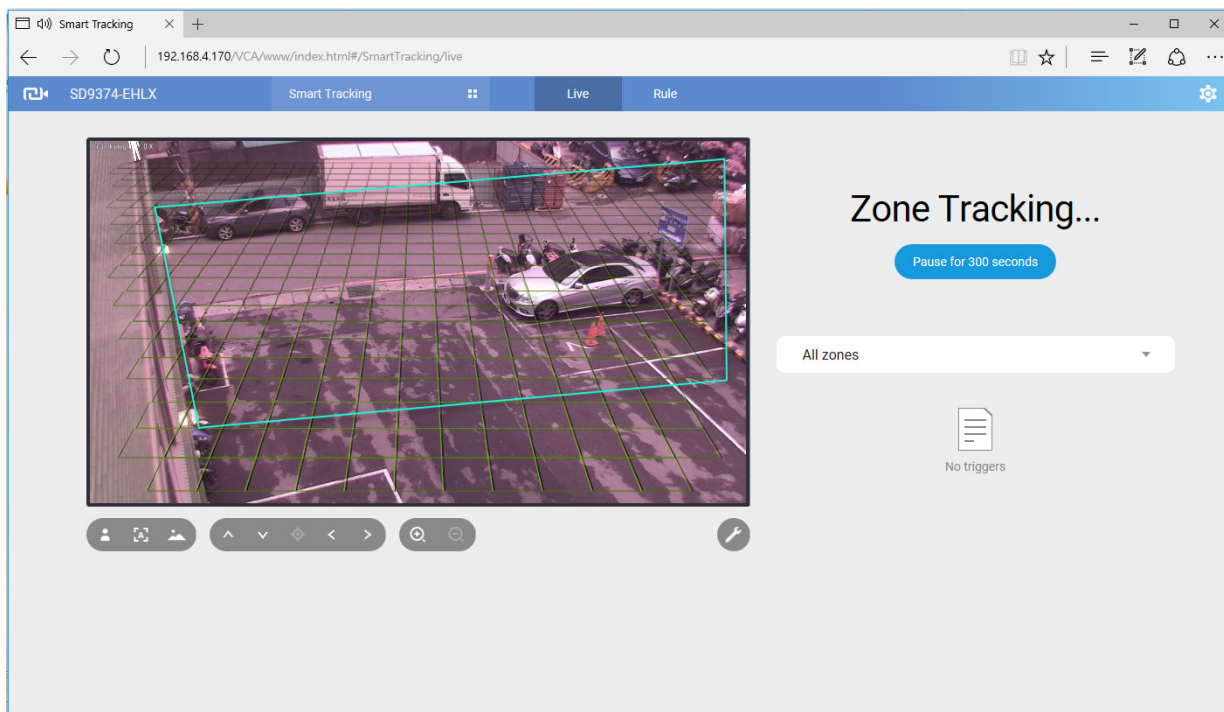 Smart Tracking
192.168.4.170/VCA/www/index.html#/SmartTracking/live
SD9374-EHLX
Smart Tracking
Live
Rule
Zone Tracking...
Pause for 300 seconds
All zones
No triggers